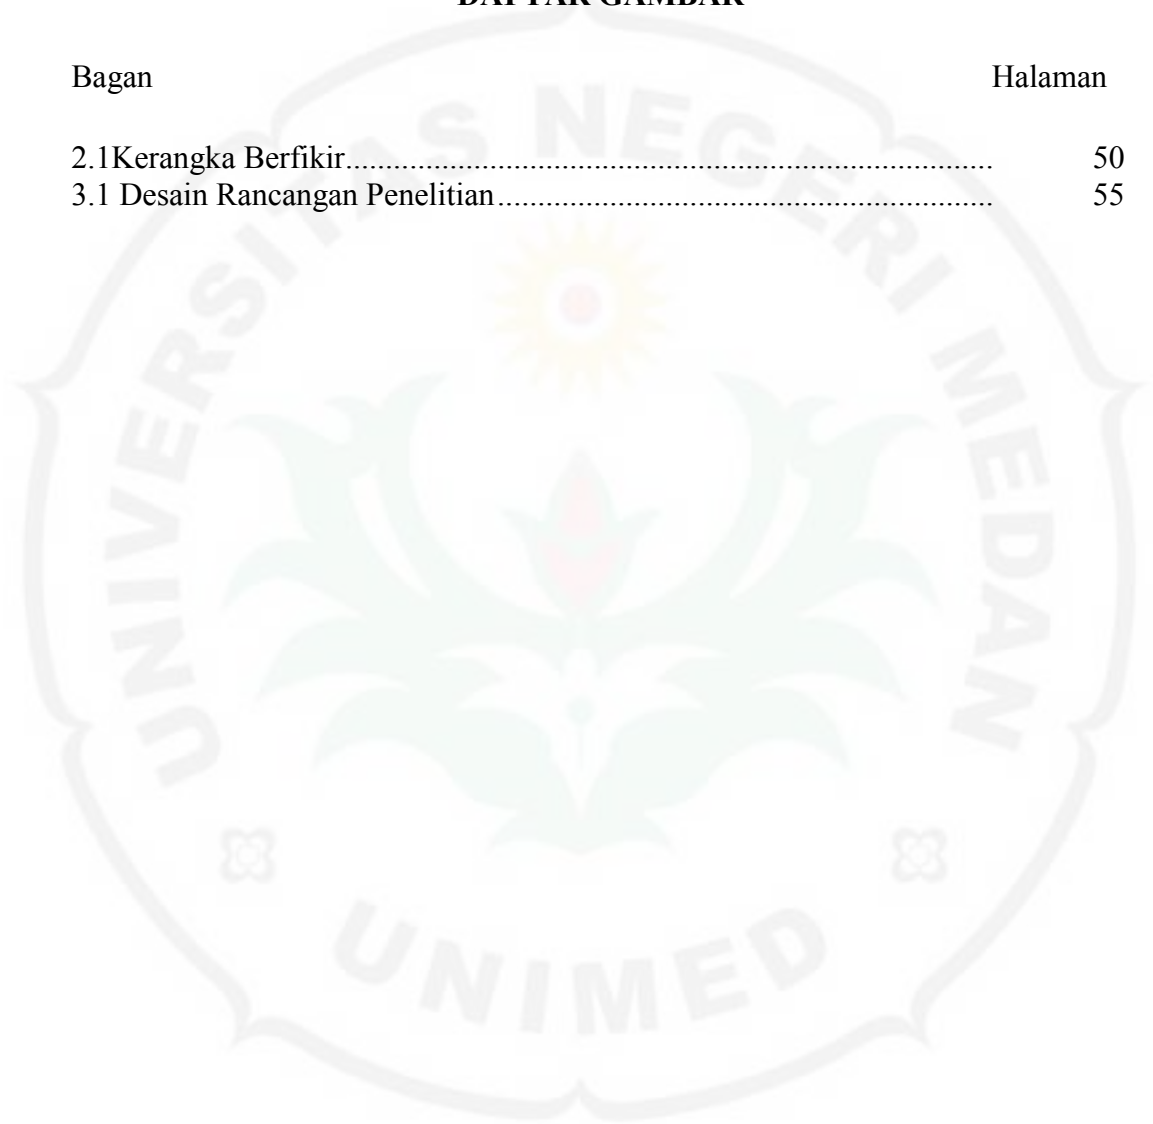 DAFTAR GAMBAR
Bagan Halaman
2.1Kerangka Berfikir................................................................................ 50
3.1 Desain Rancangan Penelitian............................................................. 55
UNIVERSITAS NEGERI MEDAN
UNIMED